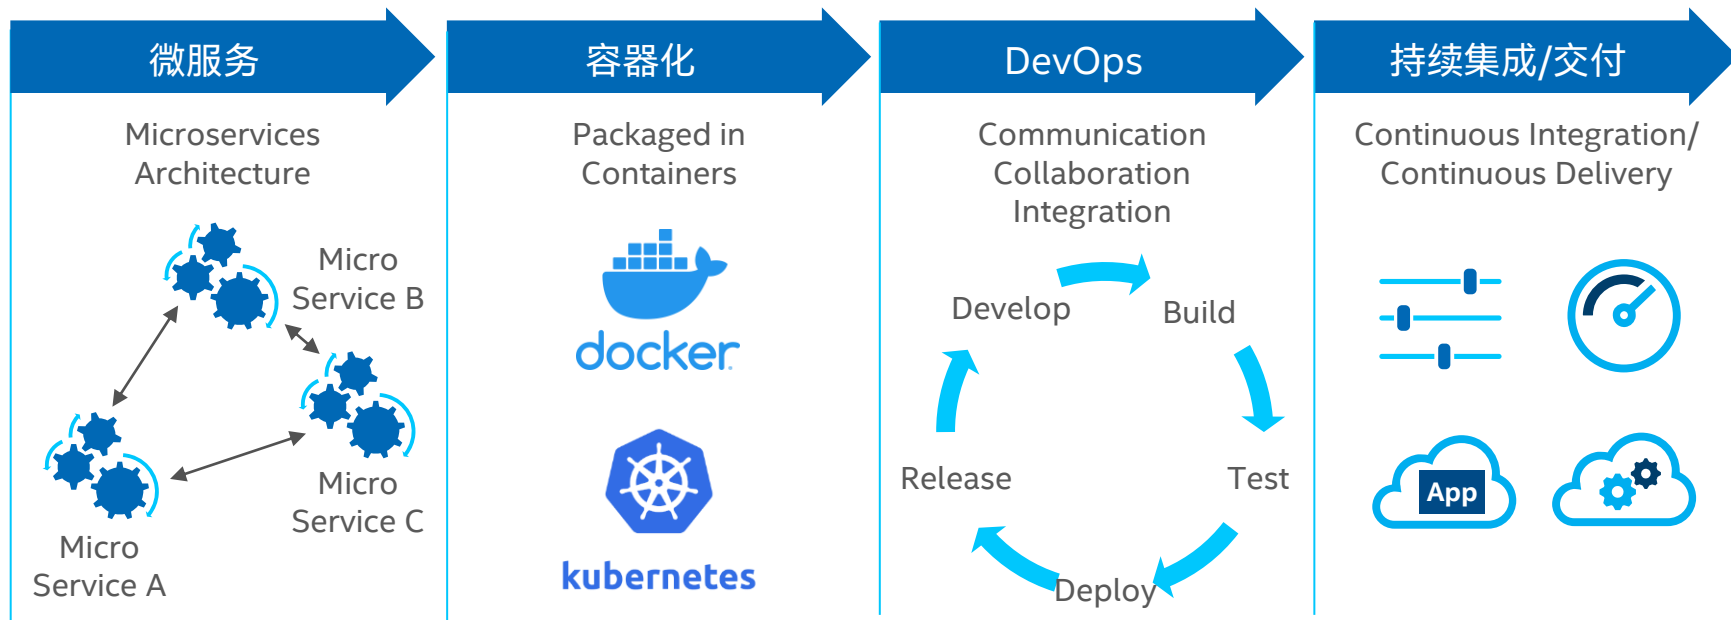 微服务
Microservices
Architecture
Micro
Service B
Micro
Service C
Micro
Service A
容器化
Packaged in
Containers
docker
kubernetes
DevOps
Communication
Collaboration
Integration
Develop
Build
Release
Test
Deploy
持续集成/交付
Continuous Integration/
Continuous Delivery
App